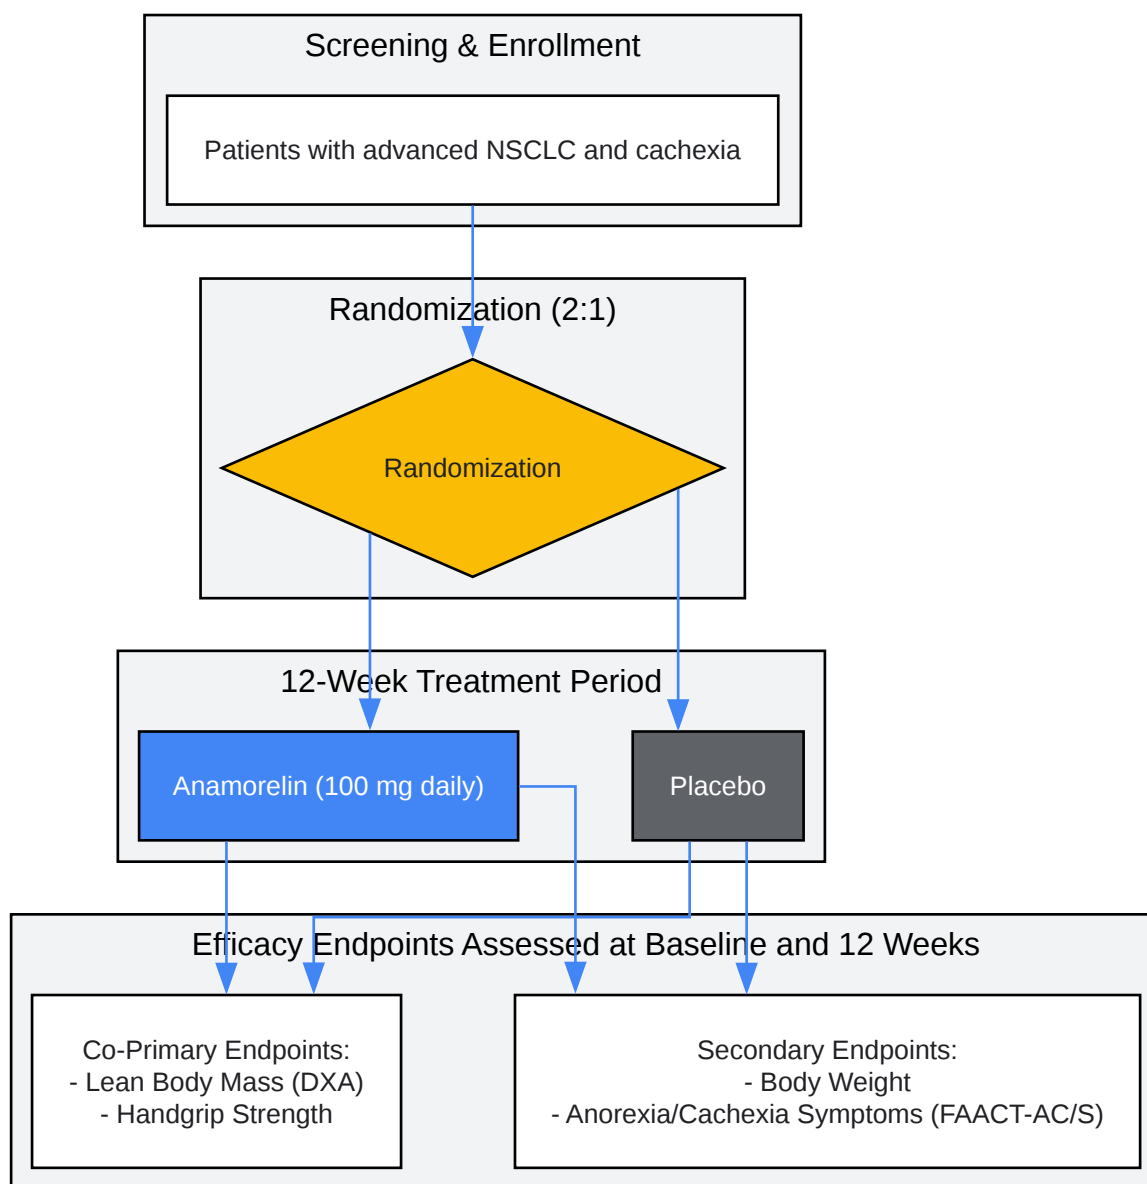 Screening & Enrollment
Patients with advanced NSCLC and cachexia
Randomization (2:1)
Randomization
12-Week Treatment Period
Anamorelin (100 mg daily)
Placebo
Efficacy Endpoints Assessed at Baseline and 12 Weeks
Co-Primary Endpoints:
- Lean Body Mass (DXA)
- Handgrip Strength
Secondary Endpoints:
- Body Weight
- Anorexia/Cachexia Symptoms (FAACT-AC/S)